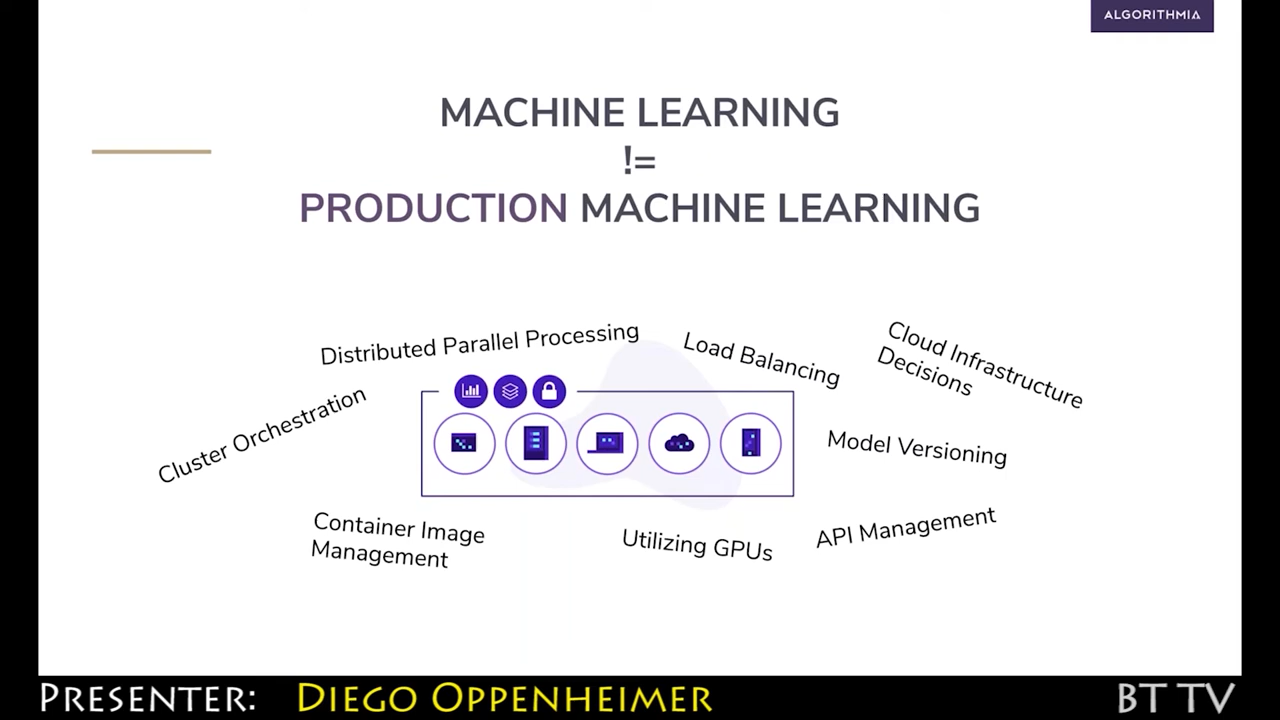 ALGORITHMIA
MACHINE LEARNING
!=
PRODUCTION MACHINE LEARNING
Distributed Parallel Processing
Load Balancing
Cloud Infrastructure
Decisions
Cluster Orchestration
Model Versioning
Container Image
Management
Utilizing GPUs
API Management
PRESENTER: DIEGO OPPENHEIMER
BT TV